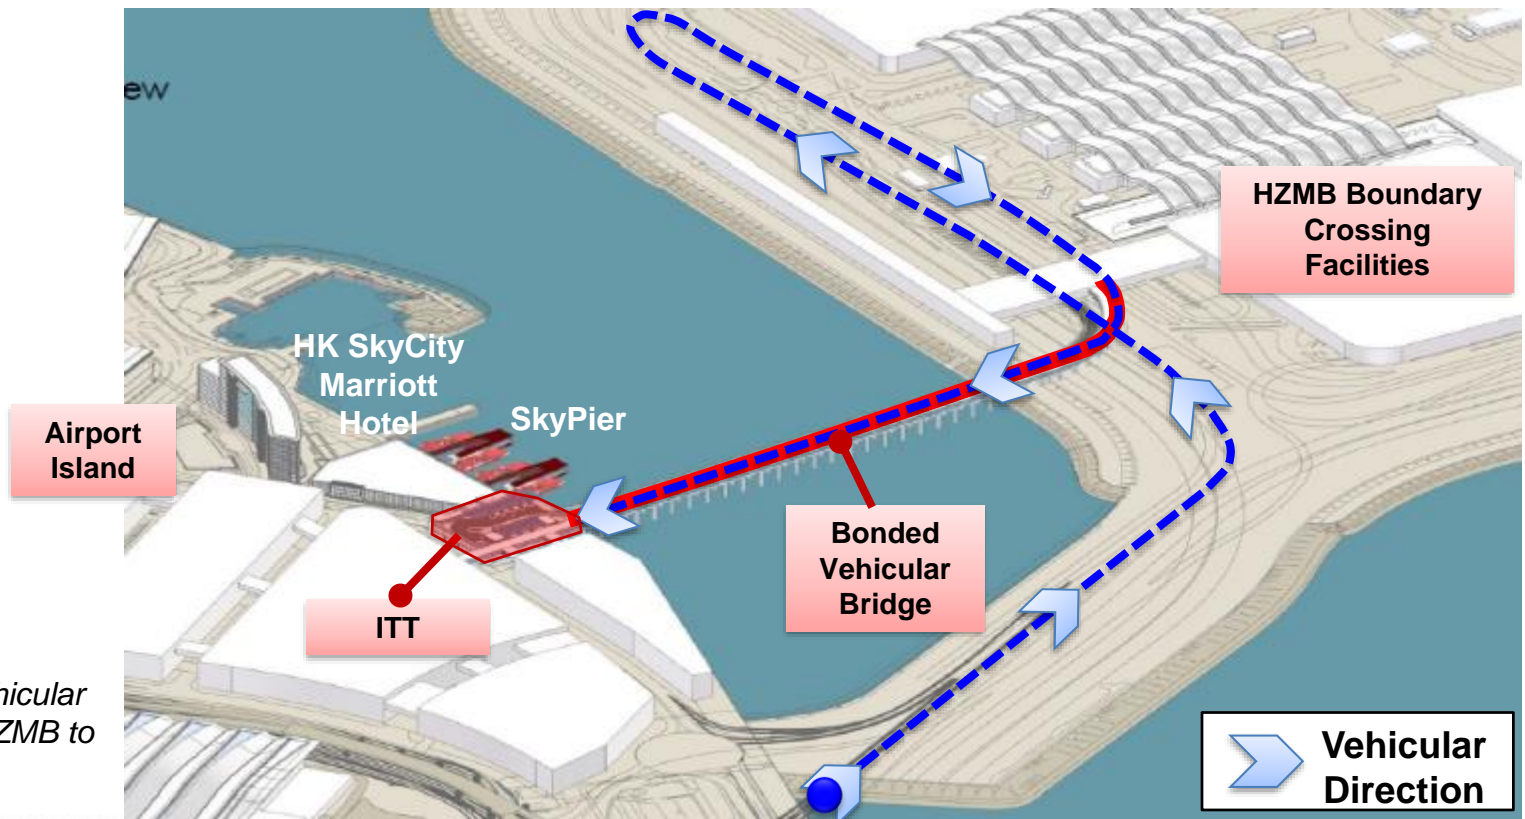 ew
HZMB Boundary
Crossing
Facilities
HK SkyCity
Marriott
Hotel
SkyPier
Airport
Island
Bonded
Vehicular
Bridge
ITT
nicular
ZMB to
Vehicular
Direction